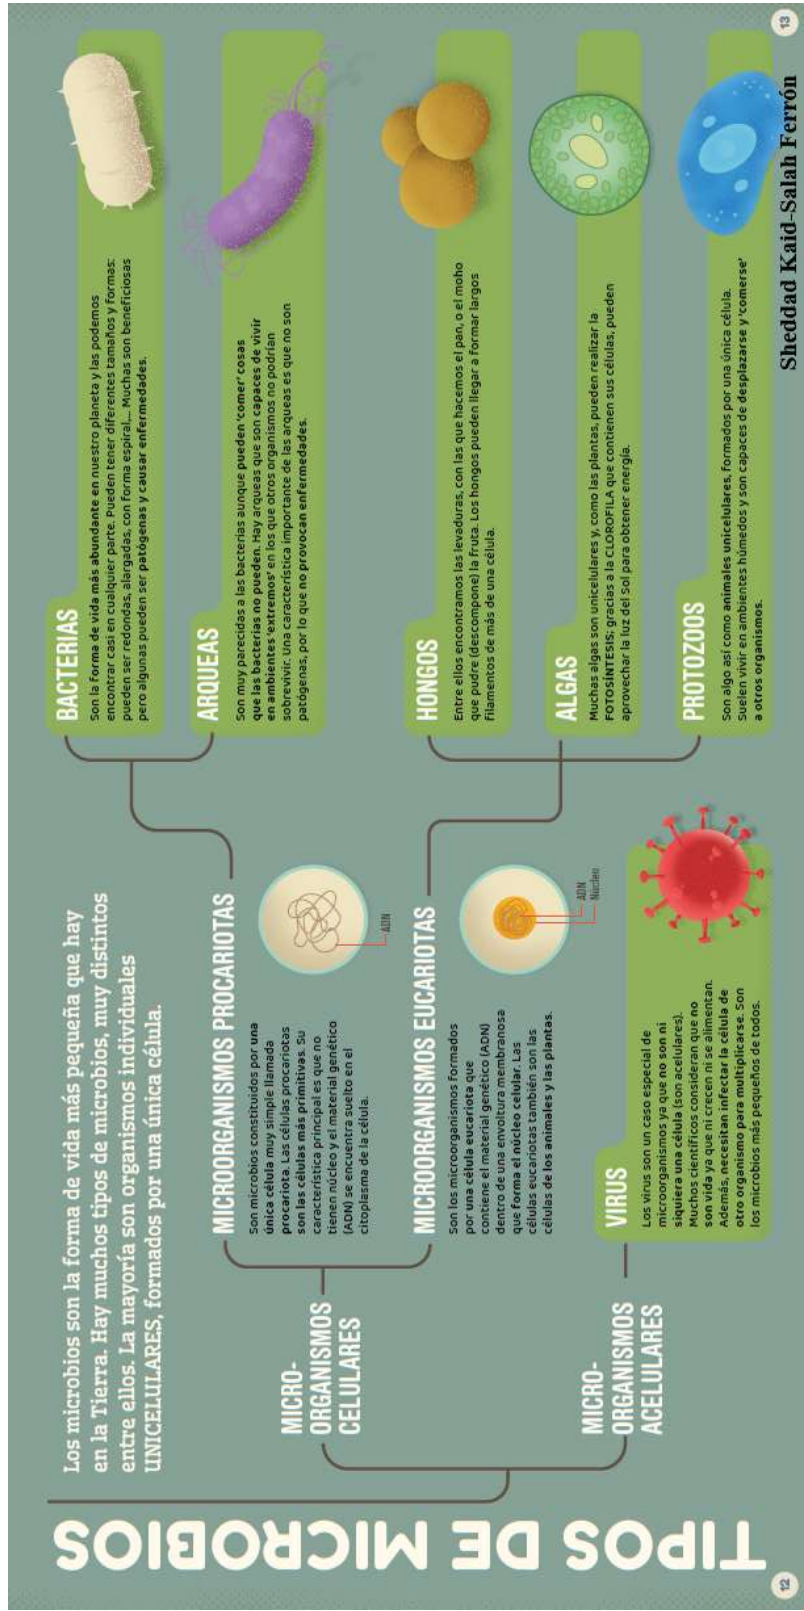 TIPOS DE MICROBIOS
Los microbios son la forma de vida más pequeña que hay
en la Tierra. Hay muchos tipos de microbios, muy distintos
entre ellos. La mayoría son organismos individuales
UNICELULARES, formados por una única célula.
MICRO-
ORGANISMOS
CELULARES
MICROORGANISMOS PROCARIOTAS
Son microbios constituidos por una
única célula muy simple llamada
procariota. Las células procariotas
son las células más primitivas. Su
característica principal es que no
tienen núcleo y el material genético
(ADN) se encuentra suelto en el
citoplasma de la célula.
ADN
BACTERIAS
Son la forma de vida más abundante en nuestro planeta y las podemos
encontrar casi en cualquier parte. Pueden tener diferentes tamaños y formas:
pueden ser redondas, alargadas, con forma espiral,... Muchas son beneficiosas
pero algunas pueden ser patógenas y causar enfermedades.
ARQUEAS
Son muy parecidas a las bacterias aunque pueden 'comer' cosas
que las bacterias no pueden. Hay arqueas que son capaces de vivir
en ambientes 'extremos' en los que otros organismos no podrían
sobrevivir. Una característica importante de las arqueas es que no son
patógenas, por lo que no provocan enfermedades.
MICROORGANISMOS EUCARIOTAS
Son los microorganismos formados
por una célula eucariota que
contiene el material genético (ADN)
dentro de una envoltura membranosa
que forma el núcleo celular. Las
células eucariotas también son las
células de los animales y las plantas.
ADN
Núcleo
HONGOS
Entre ellos encontramos las levaduras, con las que hacemos el pan, o el moho
que pudre (descompone) la fruta. Los hongos pueden llegar a formar largos
filamentos de más de una célula.
ALGAS
Muchas algas son unicelulares y, como las plantas, pueden realizar la
FOTOSÍNTESIS; gracias a la CLOROFILA que contienen sus células, pueden
aprovechar la luz del Sol para obtener energía.
PROTOZOOS
Son algo así como animales unicelulares, formados por una única célula.
Suelen vivir en ambientes húmedos y son capaces de desplazarse y 'comerse'
a otros organismos.
MICRO-
ORGANISMOS
ACELULARES
VIRUS
Los virus son un caso especial de
microorganismos ya que no son ni
siquiera una célula (son acelulares).
Muchos científicos consideran que no
son vida ya que ni crecen ni se alimentan.
Además, necesitan infectar la célula de
otro organismo para multiplicarse. Son
los microbios más pequeños de todos.
12
13
Sheddad Kaid-Salah Ferrón